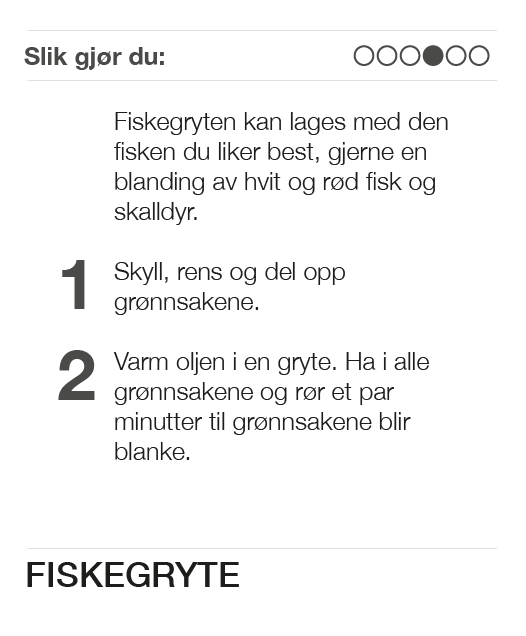 Slik gjør du:
Fiskegryten kan lages med den
fisken du liker best, gjerne en
blanding av hvit og rød fisk og
skalldyr.
1 Skyll, rens og del opp
grønnsakene.
2 Varm oljen i en gryte. Ha i alle
grønnsakene og rør et par
minutter til grønnsakene blir
blanke.
FISKEGRYTE